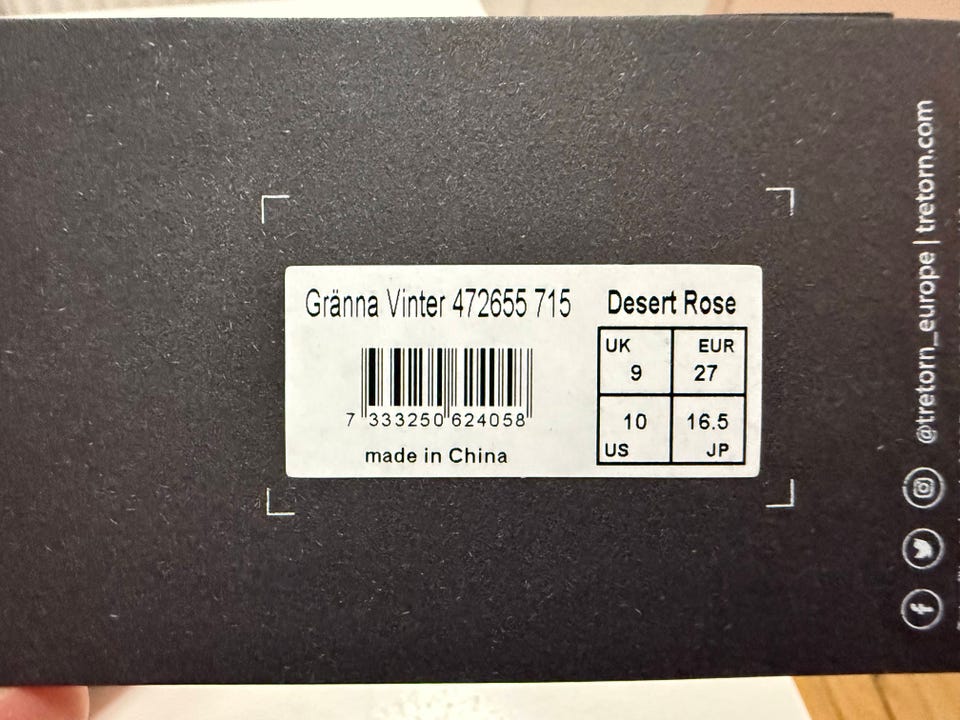 Gränna Vinter 472655 715
7 333250 624058
made in China
Desert Rose
UK EUR
9 27
10 16.5
US JP
@tretorn_europe | tretorn.com